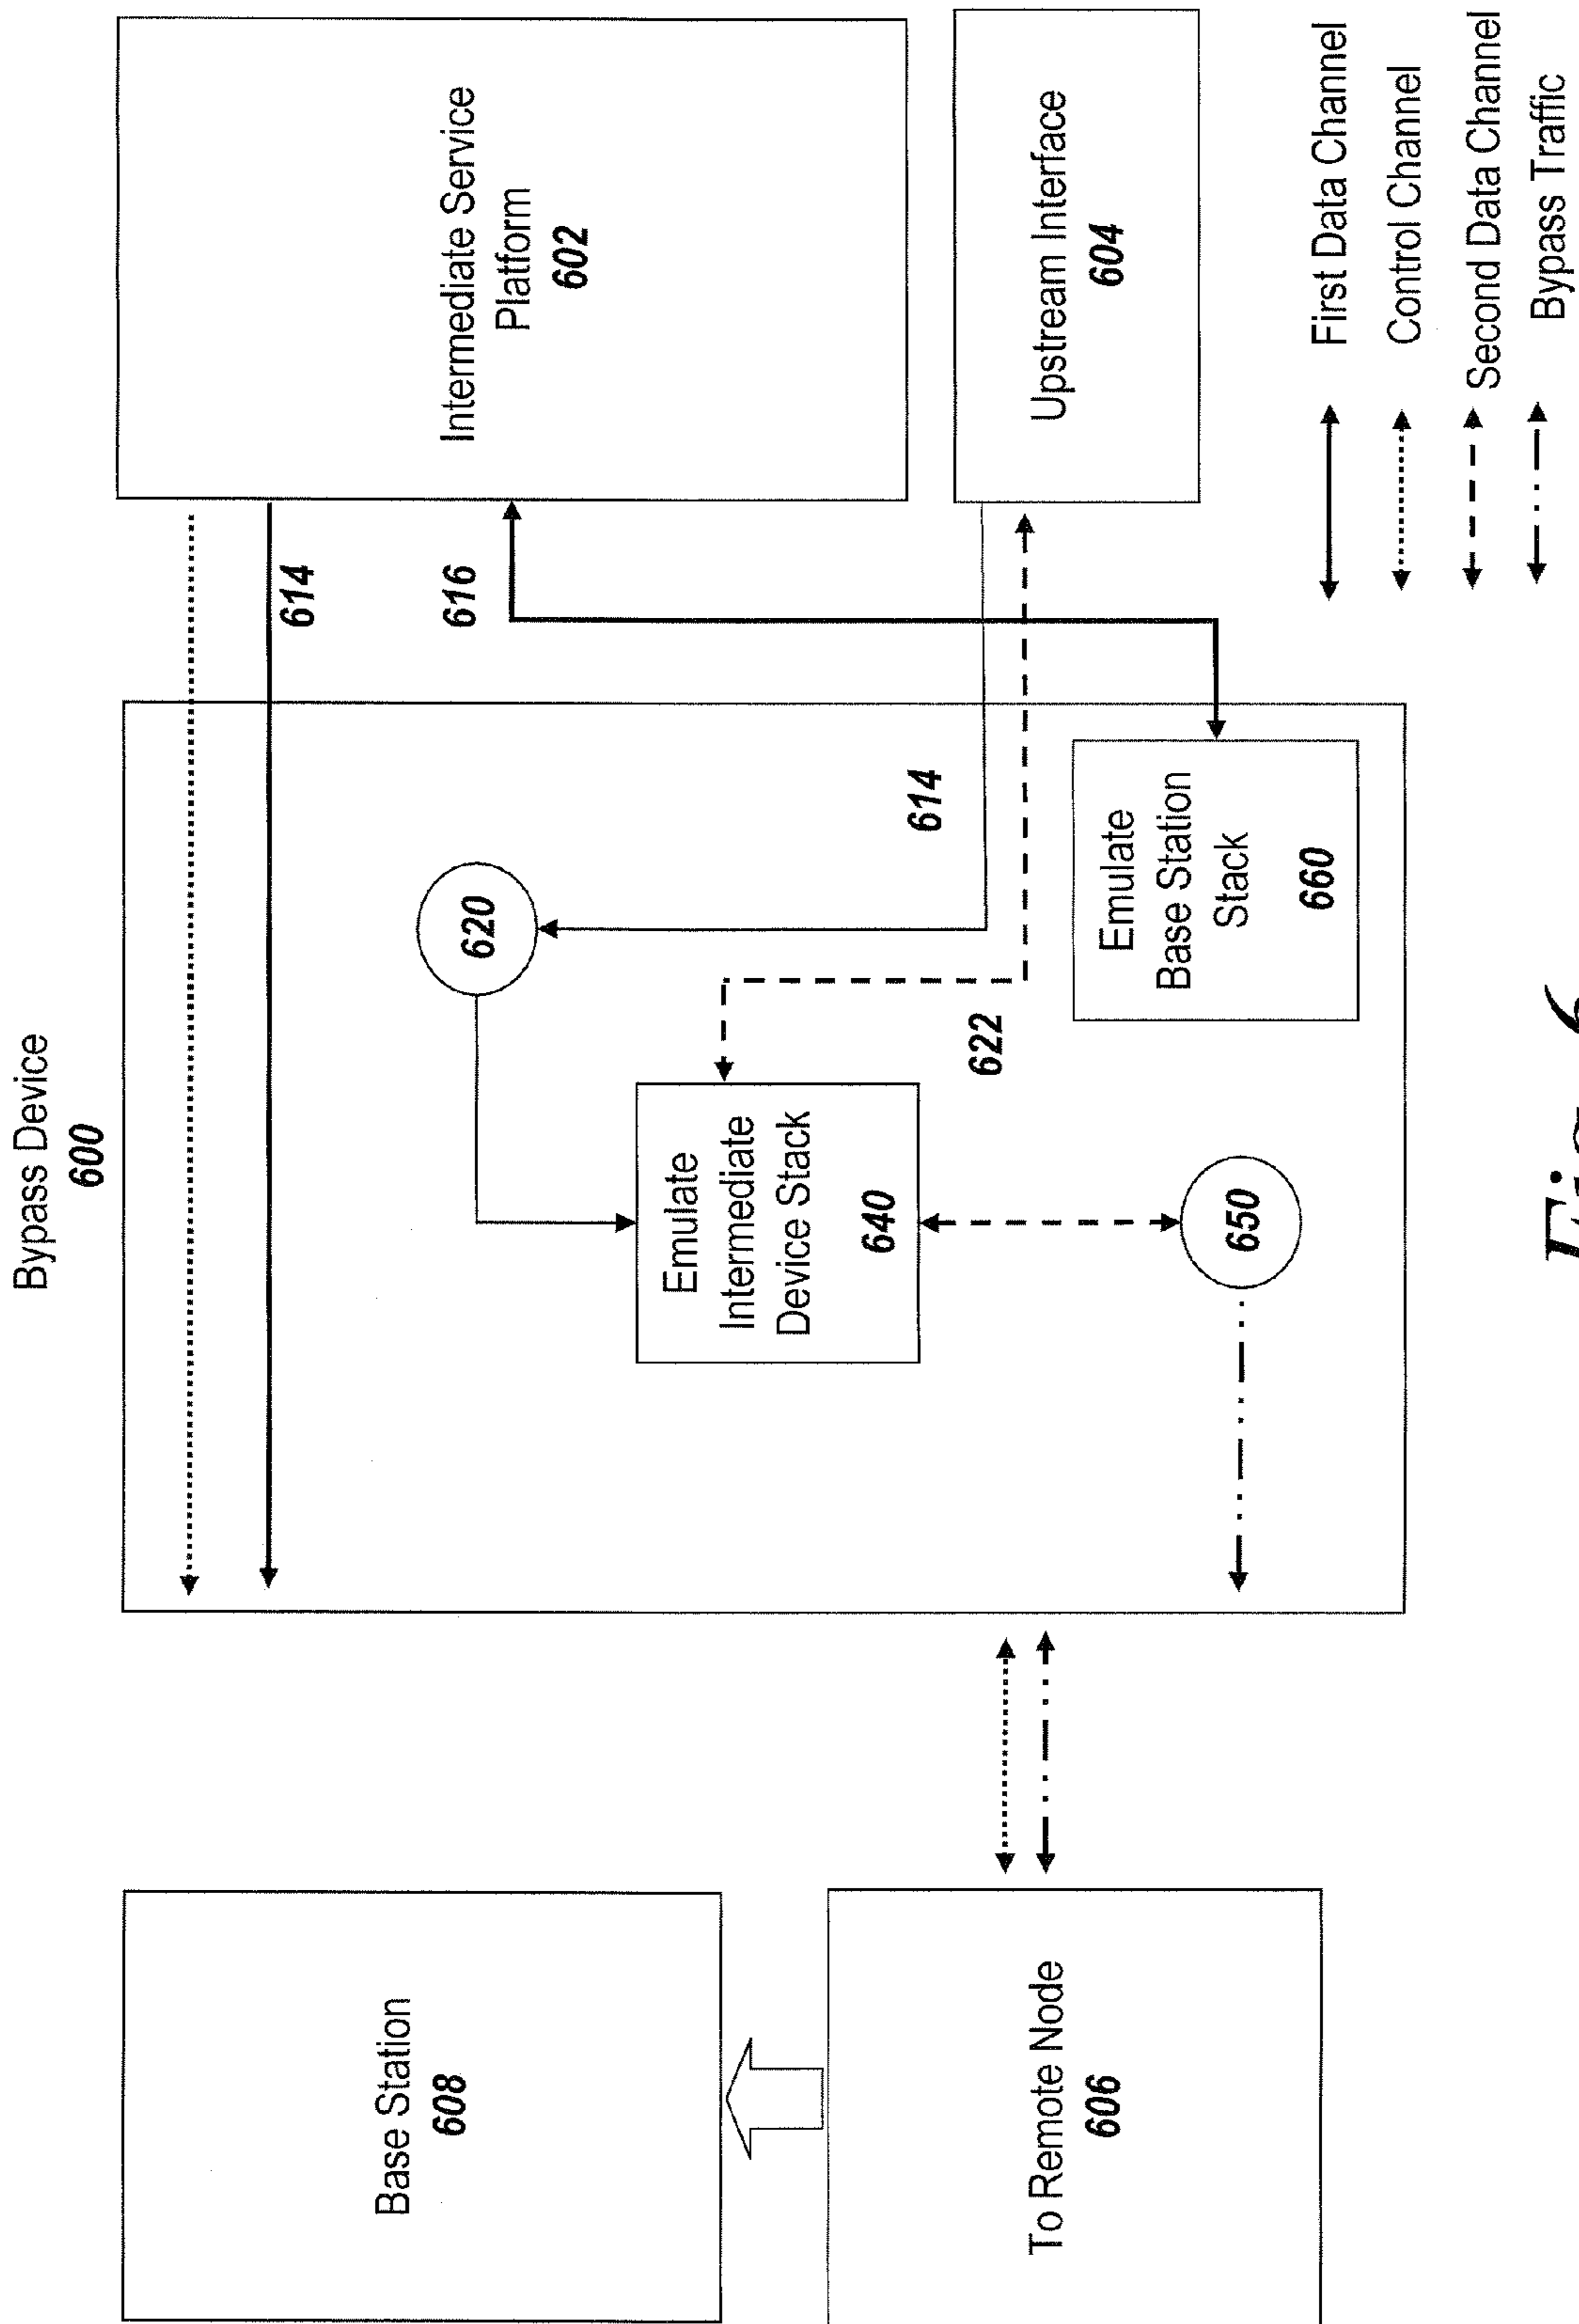 Bypass Device
600
Base Station
608
To Remote Node
606
Intermediate Service
Platform
602
Upstream Interface
604
614
616
620
614
622
Emulate
Intermediate
Device Stack
640
650
Emulate
Base Station
Stack
660
First Data Channel
Control Channel
Second Data Channel
Bypass Traffic